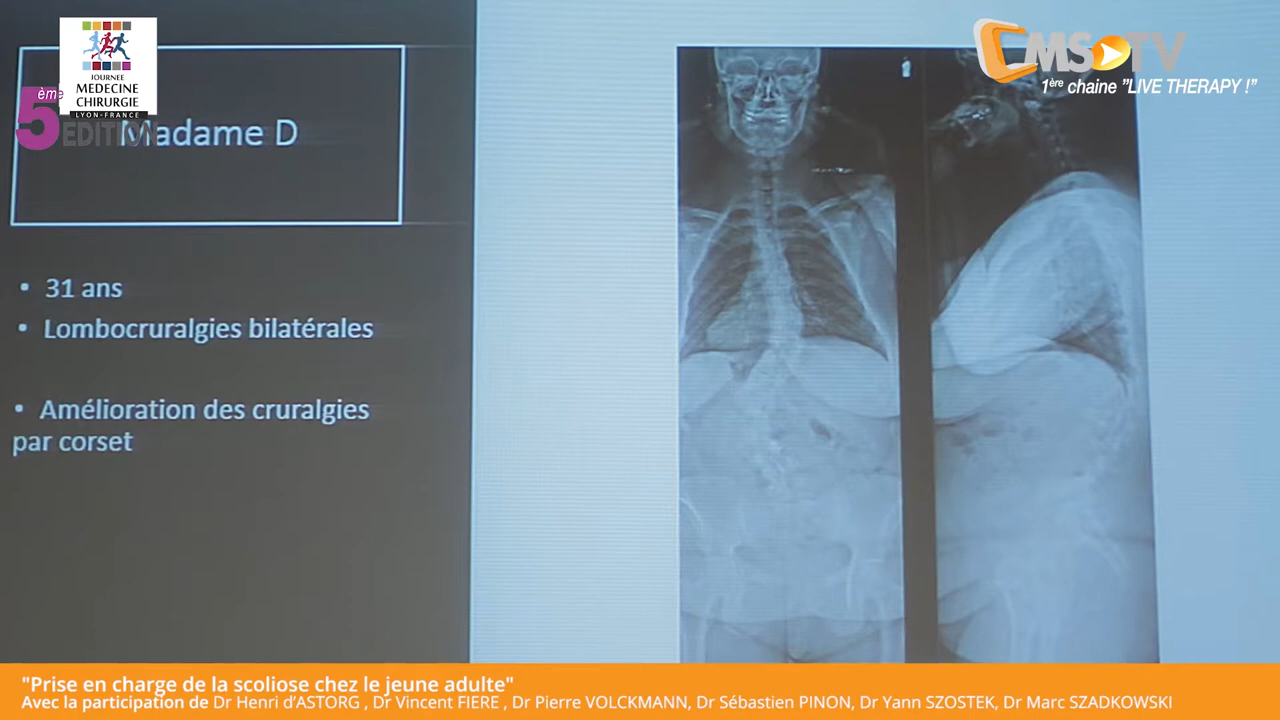 JOURNEE
MEDECINE
CHIRURGIE
LYON-FRANCE
5ème EDITION
Madame D
• 31 ans
• Lombocruralgies bilatérales
• Amélioration des cruralgies
par corset
CMS TV
1ère chaine "LIVE THERAPY !"
"Prise en charge de la scoliose chez le jeune adulte"
Avec la participation de Dr Henri d'ASTORG , Dr Vincent FIERE , Dr Pierre VOLCKMANN, Dr Sébastien PINON, Dr Yann SZOSTEK, Dr Marc SZADKOWSKI